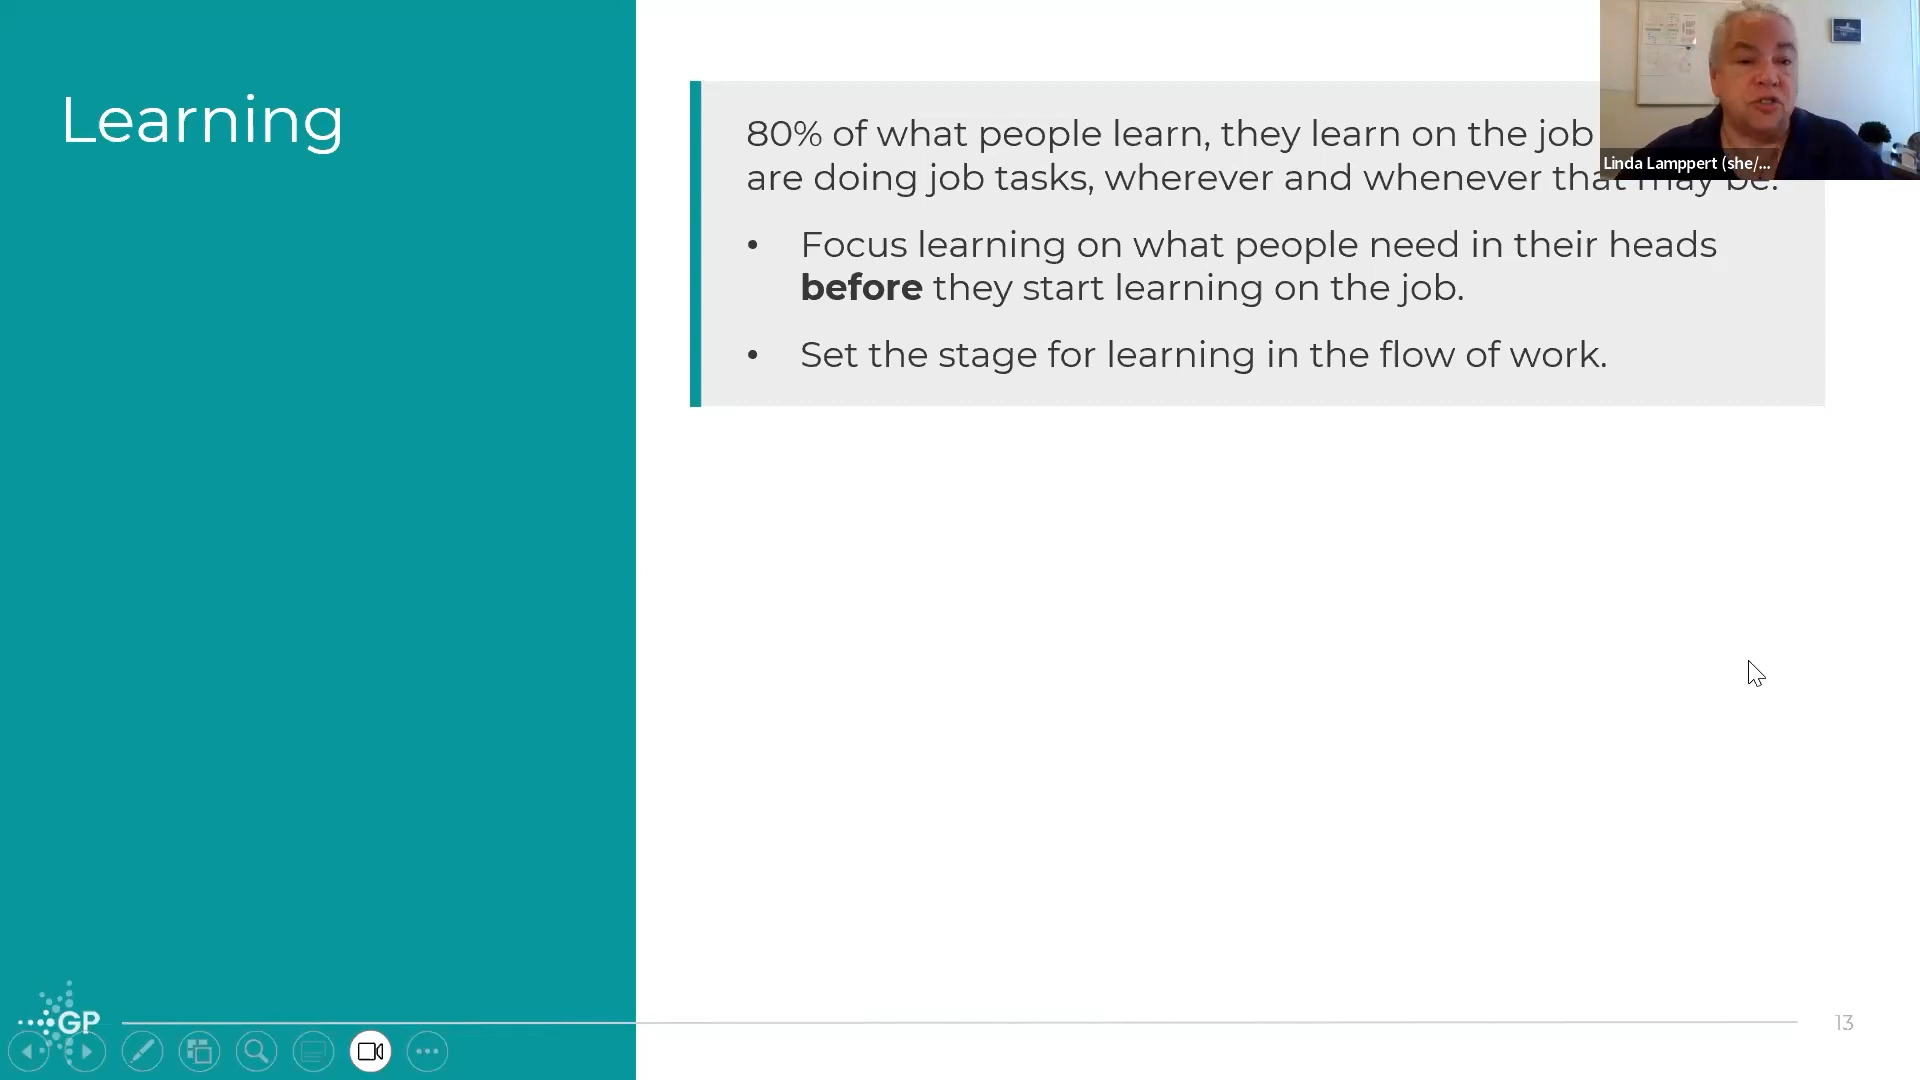 Learning
80% of what people learn, they learn on the job
are doing job tasks, wherever and whenever that may be.
• Focus learning on what people need in their heads
before they start learning on the job.
• Set the stage for learning in the flow of work.
Linda Lamppert (she/...
GP
13